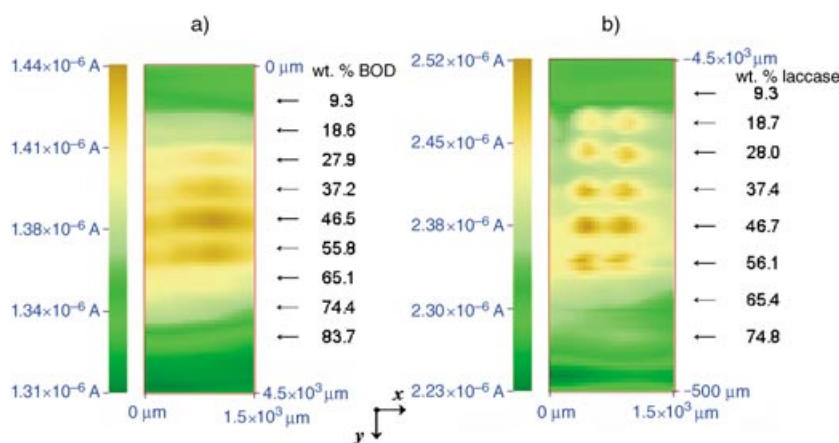 a)
1.44×10⁻⁶ A
1.41×10⁻⁶ A
1.38×10⁻⁶ A
1.34×10⁻⁶ A
1.31×10⁻⁶ A
0 µm
4.5×10³ µm
0 µm
1.5×10³ µm
wt. % BOD
9.3
18.6
27.9
37.2
46.5
55.8
65.1
74.4
83.7
x
y
b)
2.52×10⁻⁶ A
2.45×10⁻⁶ A
2.38×10⁻⁶ A
2.30×10⁻⁶ A
2.23×10⁻⁶ A
-4.5×10³ µm
-500 µm
0 µm
1.5×10³ µm
wt. % laccase
9.3
18.7
28.0
37.4
46.7
56.1
65.4
74.8